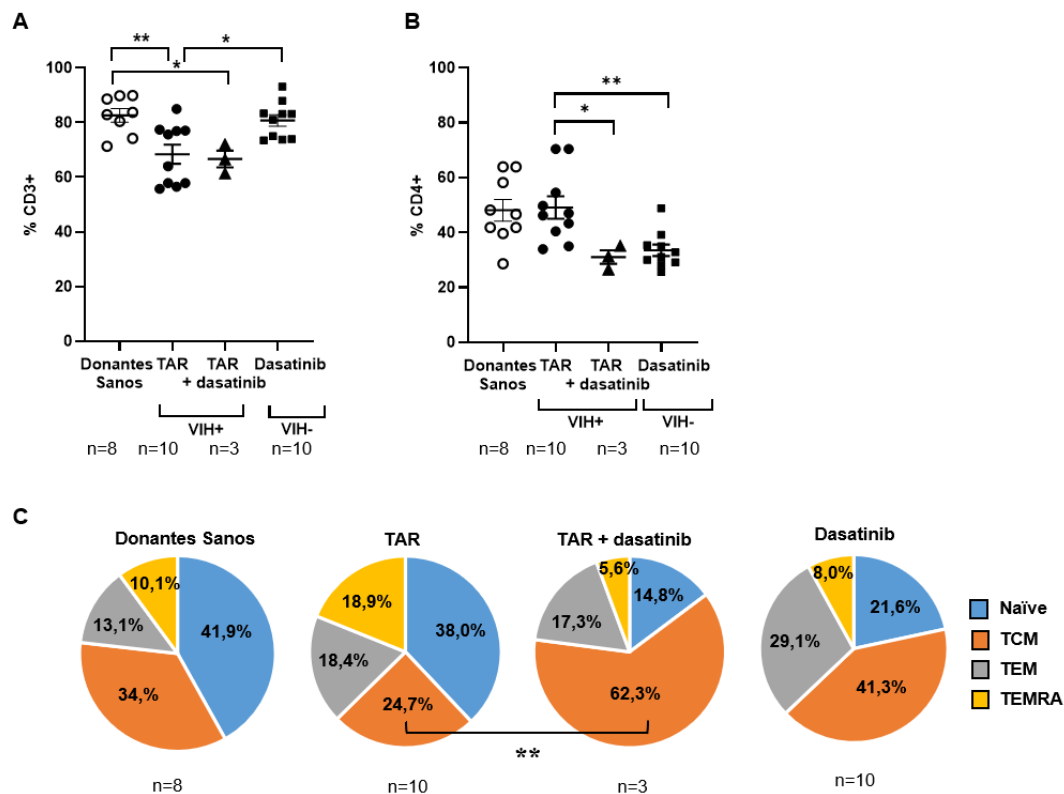 A
**
*
*
% CD3+
100
80
60
40
20
0
Donantes Sanos
TAR
TAR + dasatinib
Dasatinib
VIH+
VIH-
n=8
n=10
n=3
n=10
B
**
*
% CD4+
100
80
60
40
20
0
Donantes Sanos
TAR
TAR + dasatinib
Dasatinib
VIH+
VIH-
n=8
n=10
n=3
n=10
C
Donantes Sanos
10,1%
41,9%
13,1%
34,%
n=8
TAR
18,9%
38,0%
18,4%
24,7%
n=10
**
TAR + dasatinib
5,6%
14,8%
17,3%
62,3%
n=3
Dasatinib
8,0%
21,6%
29,1%
41,3%
n=10
Naïve
TCM
TEM
TEMRA